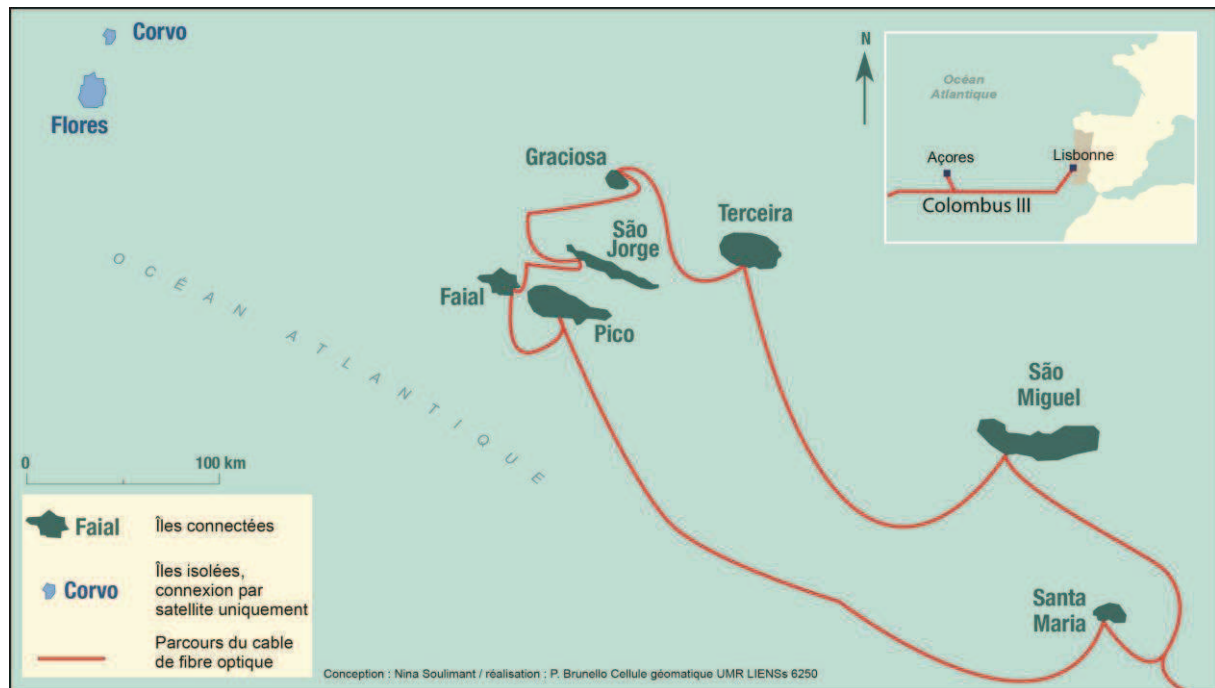 Corvo
Flores
N
Océan
Atlantique
Açores
Lisbonne
Colombus III
Graciosa
Terceira
São
Jorge
Faial
Pico
OCÉAN ATLANTIQUE
São
Miguel
0 100 km
Faial Îles connectées
Corvo Îles isolées,
connexion par
satellite uniquement
Parcours du cable
de fibre optique
Santa
Maria
Conception : Nina Soulimant / réalisation : P. Brunello Cellule géomatique UMR LIENSs 6250